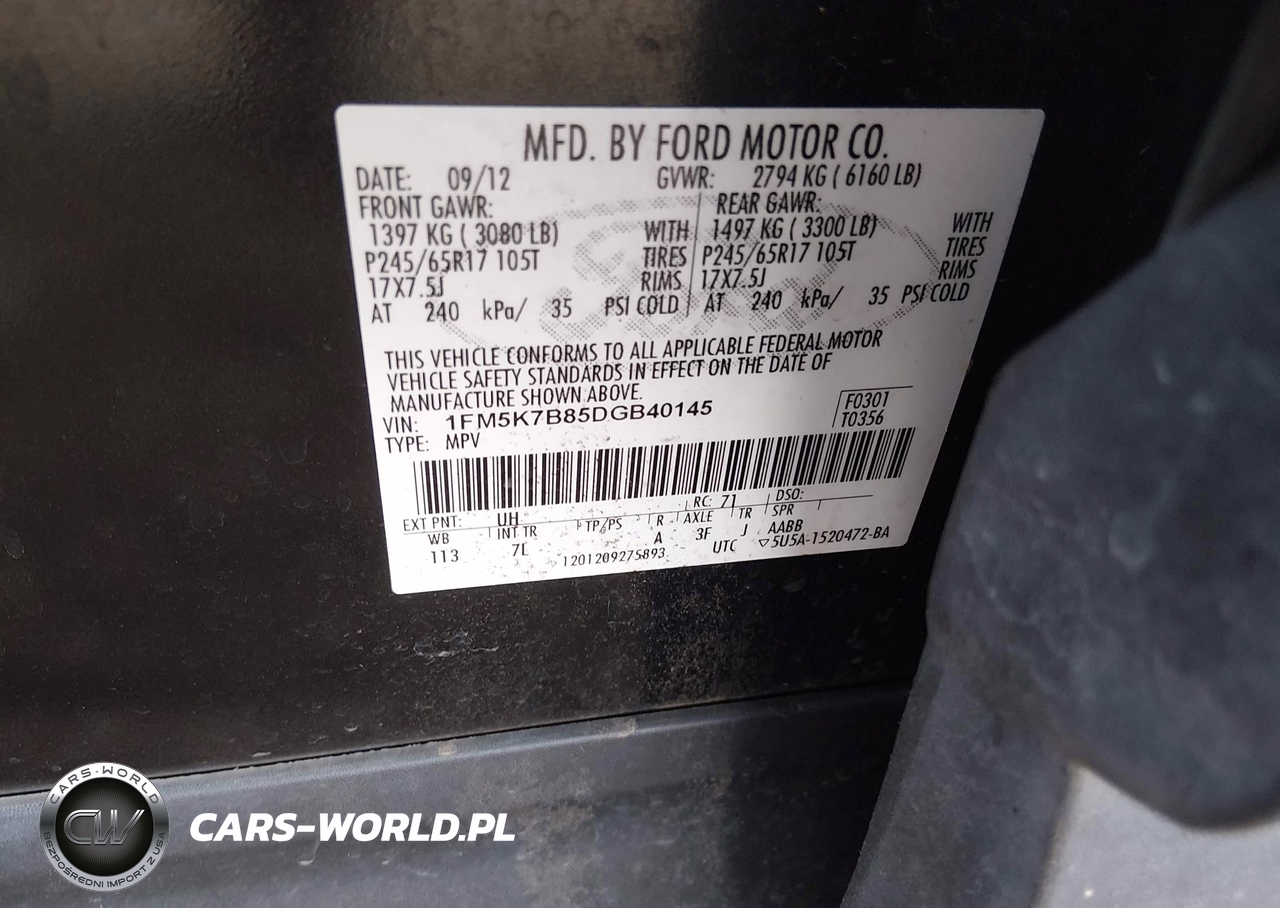 MFD. BY FORD MOTOR CO.
DATE: 09/12 GVWR: 2794 KG ( 6160 LB)
FRONT GAWR: REAR GAWR:
1397 KG ( 3080 LB) WITH 1497 KG ( 3300 LB) WITH
P245/65R17 105T TIRES P245/65R17 105T TIRES
17X7.5J RIMS 17X7.5J RIMS
AT 240 kPa/ 35 PSI COLD AT 240 kPa/ 35 PSI COLD
THIS VEHICLE CONFORMS TO ALL APPLICABLE FEDERAL MOTOR
VEHICLE SAFETY STANDARDS IN EFFECT ON THE DATE OF
MANUFACTURE SHOWN ABOVE.
VIN: 1FM5K7B85DGB40145 F0301
TYPE: MPV T0356
EXT PNT: UH RC: 71 DSO:
WB INT TR TP/PS R AXLE TR SPR
113 7L A 3F J AABB
1201209275893 UTC ▽5U5A-1520472-BA
CARS-WORLD
CW
BEZPOŚREDNI IMPORT Z USA
CARS-WORLD.PL